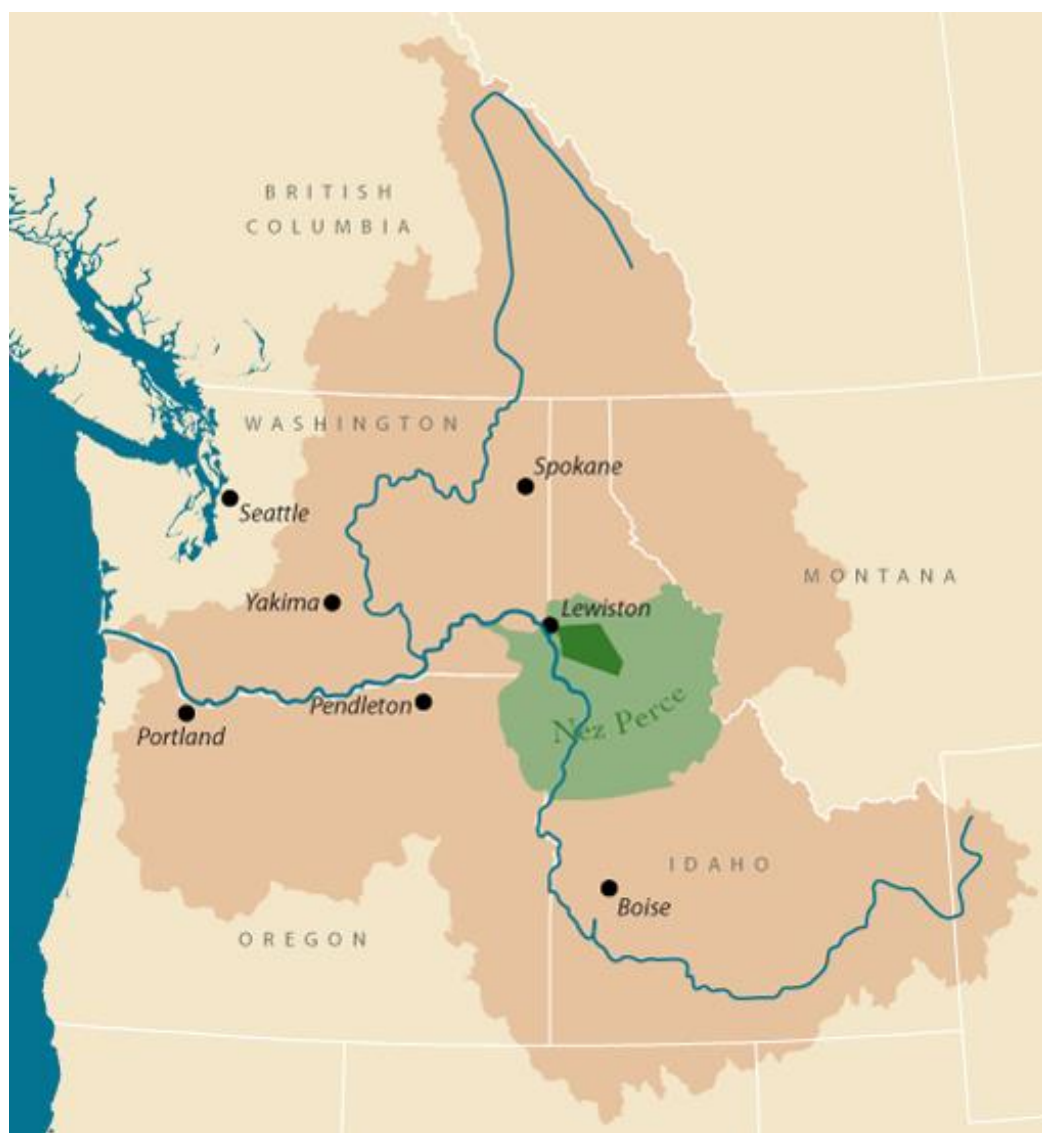 BRITISH
COLUMBIA
WASHINGTON
Spokane
Seattle
MONTANA
Yakima
Lewiston
Nez Perce
Pendleton
Portland
IDAHO
Boise
OREGON